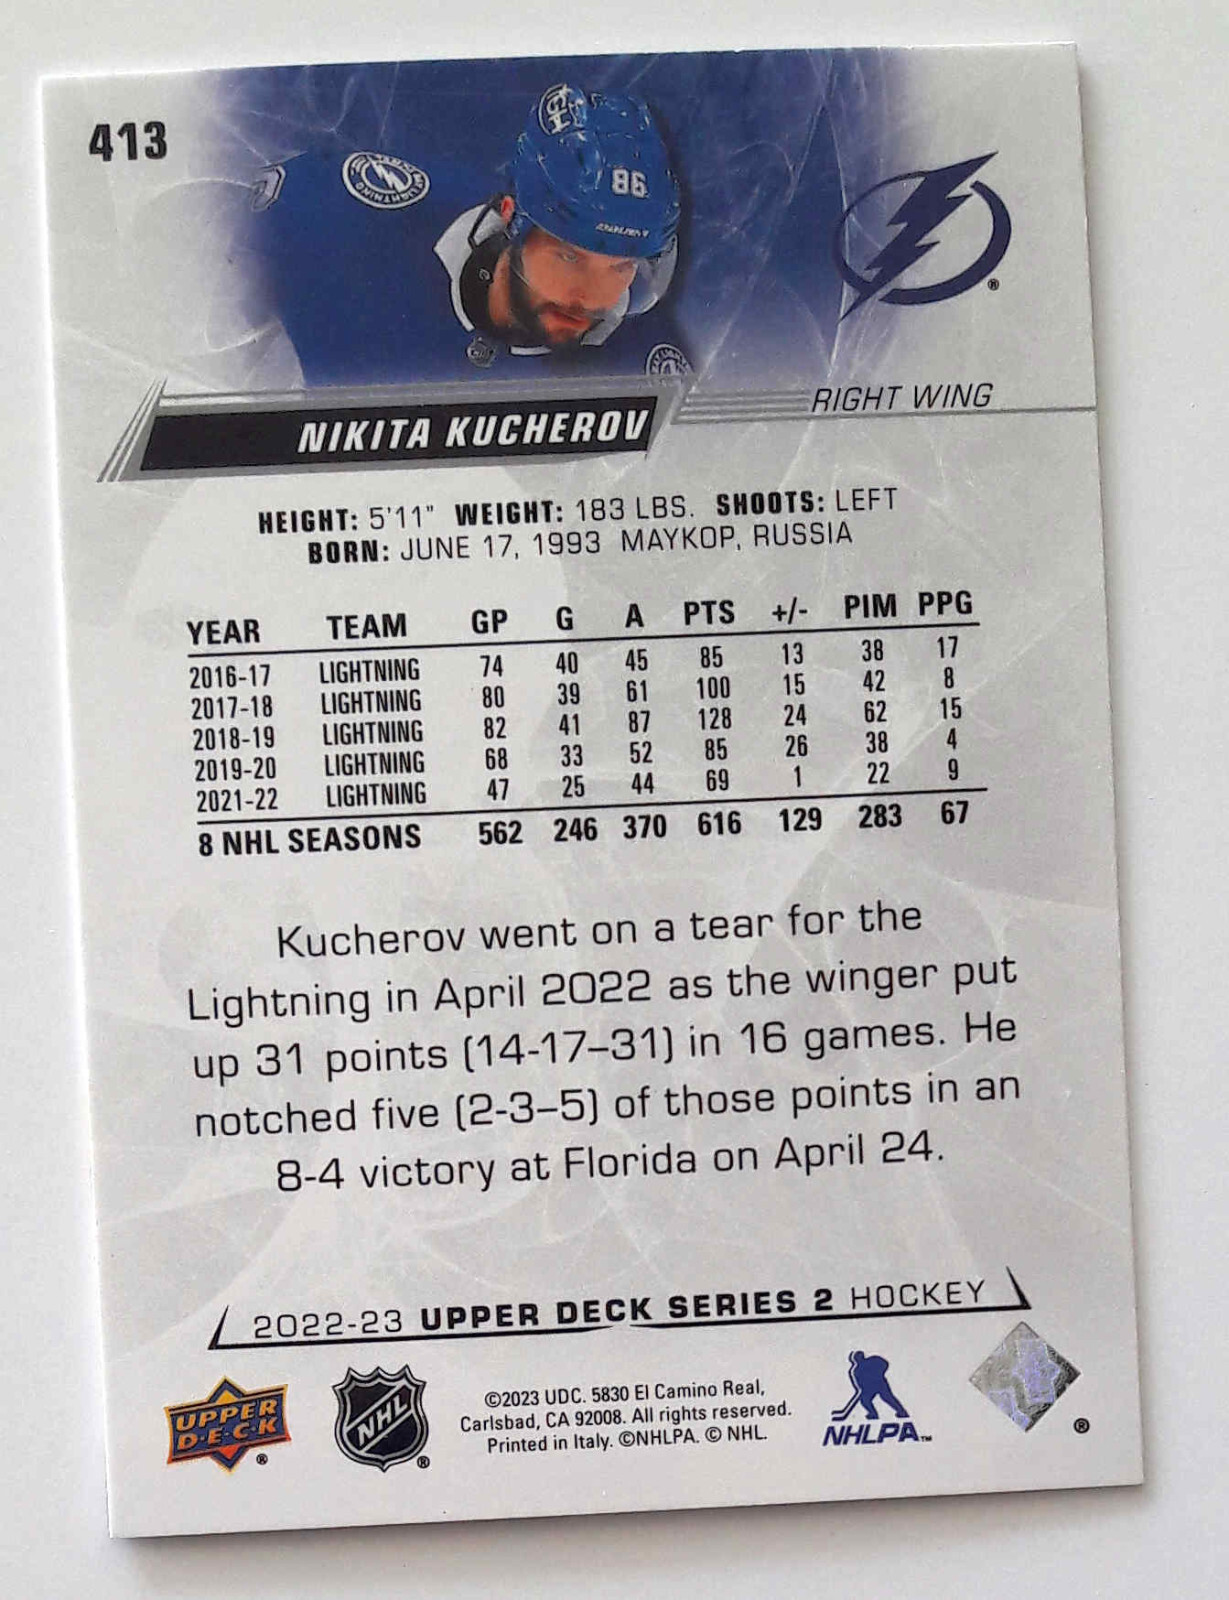 413
86
NIKITA KUCHEROV
RIGHT WING
HEIGHT: 5'11" WEIGHT: 183 LBS. SHOOTS: LEFT
BORN: JUNE 17, 1993 MAYKOP, RUSSIA
YEAR TEAM GP G A PTS +/- PIM PPG
2016-17 LIGHTNING 74 40 45 85 13 38 17
2017-18 LIGHTNING 80 39 61 100 15 42 8
2018-19 LIGHTNING 82 41 87 128 24 62 15
2019-20 LIGHTNING 68 33 52 85 26 38 4
2021-22 LIGHTNING 47 25 44 69 1 22 9
8 NHL SEASONS 562 246 370 616 129 283 67
Kucherov went on a tear for the
Lightning in April 2022 as the winger put
up 31 points (14-17–31) in 16 games. He
notched five (2-3–5) of those points in an
8-4 victory at Florida on April 24.
2022-23 UPPER DECK SERIES 2 HOCKEY
UPPER
D·E·C·K
®
NHL
®
©2023 UDC. 5830 El Camino Real,
Carlsbad, CA 92008. All rights reserved.
Printed in Italy. ©NHLPA. © NHL.
NHLPA™
®